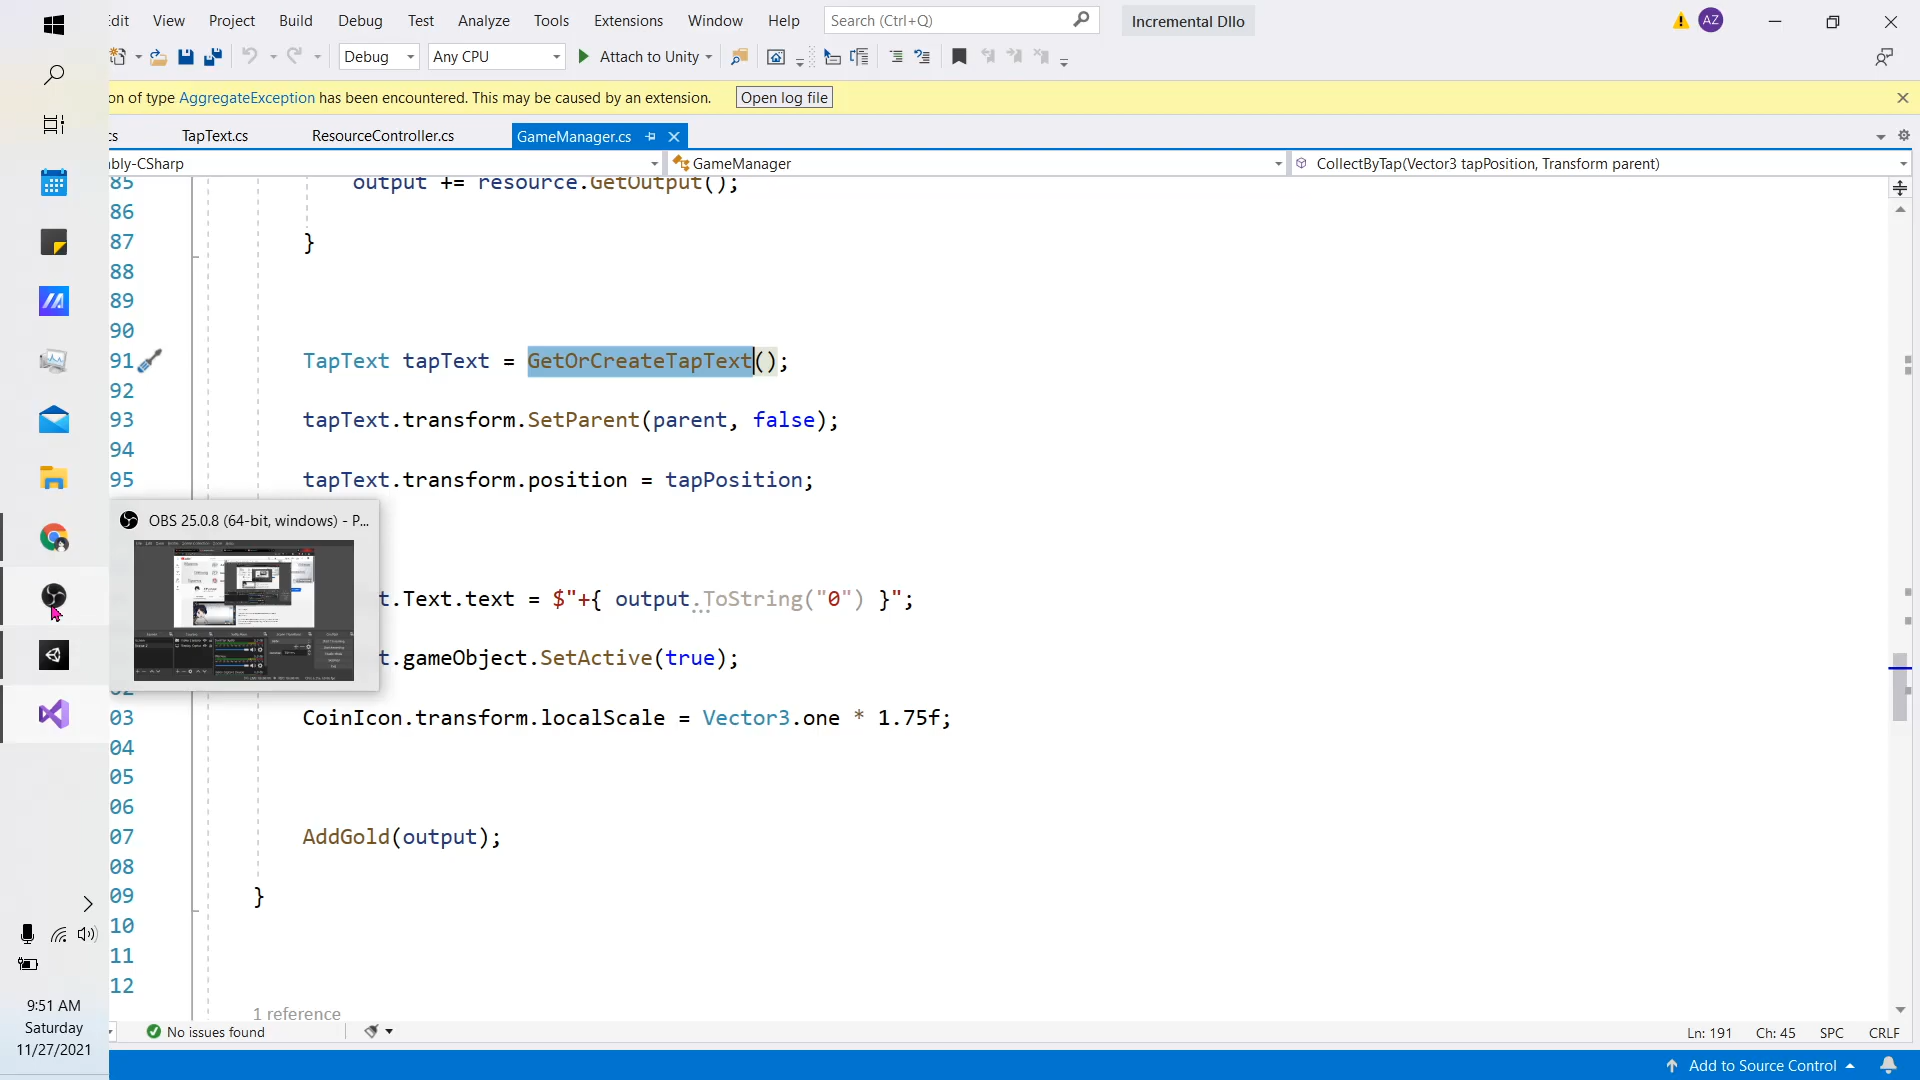 dit View Project Build Debug Test Analyze Tools Extensions Window Help Search (Ctrl+Q) Incremental Dllo AZ
Debug Any CPU Attach to Unity
on of type AggregateException has been encountered. This may be caused by an extension. Open log file
cs TapText.cs ResourceController.cs GameManager.cs
bly-CSharp GameManager CollectByTap(Vector3 tapPosition, Transform parent)
85 output += resource.GetOutput();
86
87 }
88
89
90
91 TapText tapText = GetOrCreateTapText();
92
93 tapText.transform.SetParent(parent, false);
94
95 tapText.transform.position = tapPosition;
OBS 25.0.8 (64-bit, windows) - P...
t.Text.text = $"+{ output.ToString("0") }";
t.gameObject.SetActive(true);
02
03 CoinIcon.transform.localScale = Vector3.one * 1.75f;
04
05
06
07 AddGold(output);
08
09 }
10
11
12
1 reference
No issues found Ln: 191 Ch: 45 SPC CRLF
Add to Source Control
9:51 AM
Saturday
11/27/2021